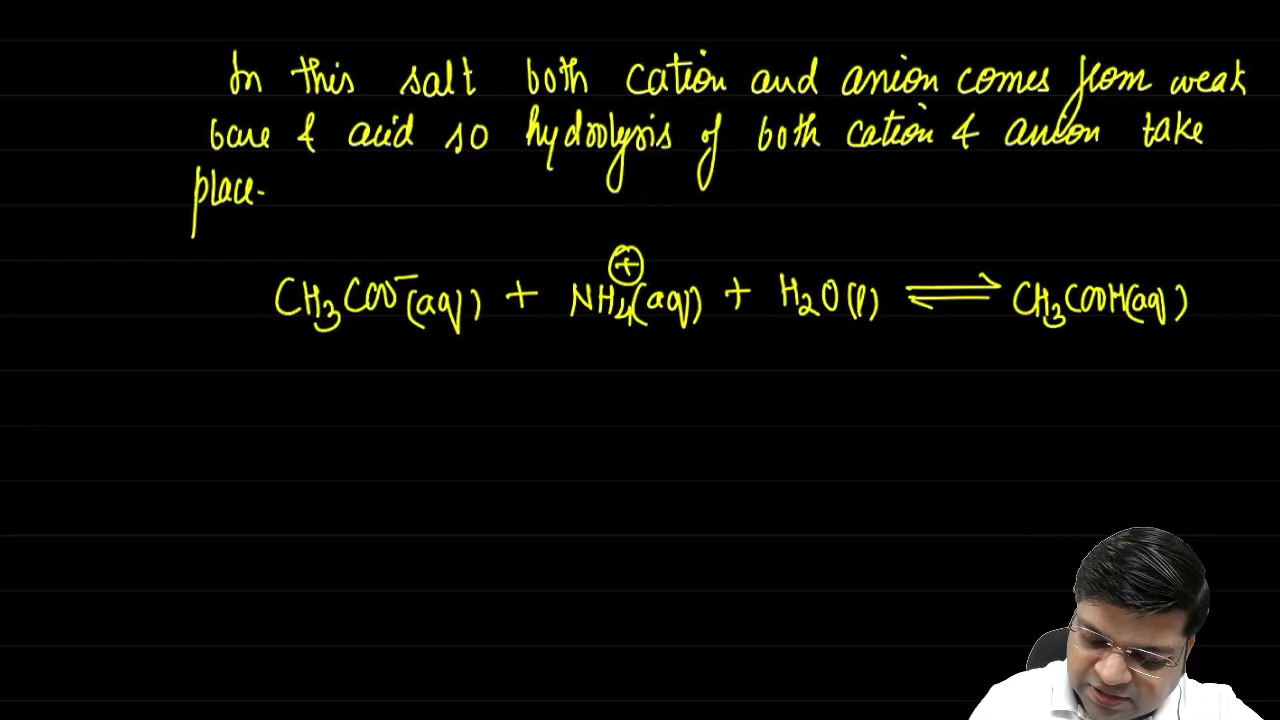 In this salt both cation and anion comes from weak
base & acid so hydrolysis of both cation & anion take
place.
CH₃COO⁻(aq) + NH₄⁺(aq) + H₂O(l) ⇌ CH₃COOH(aq)